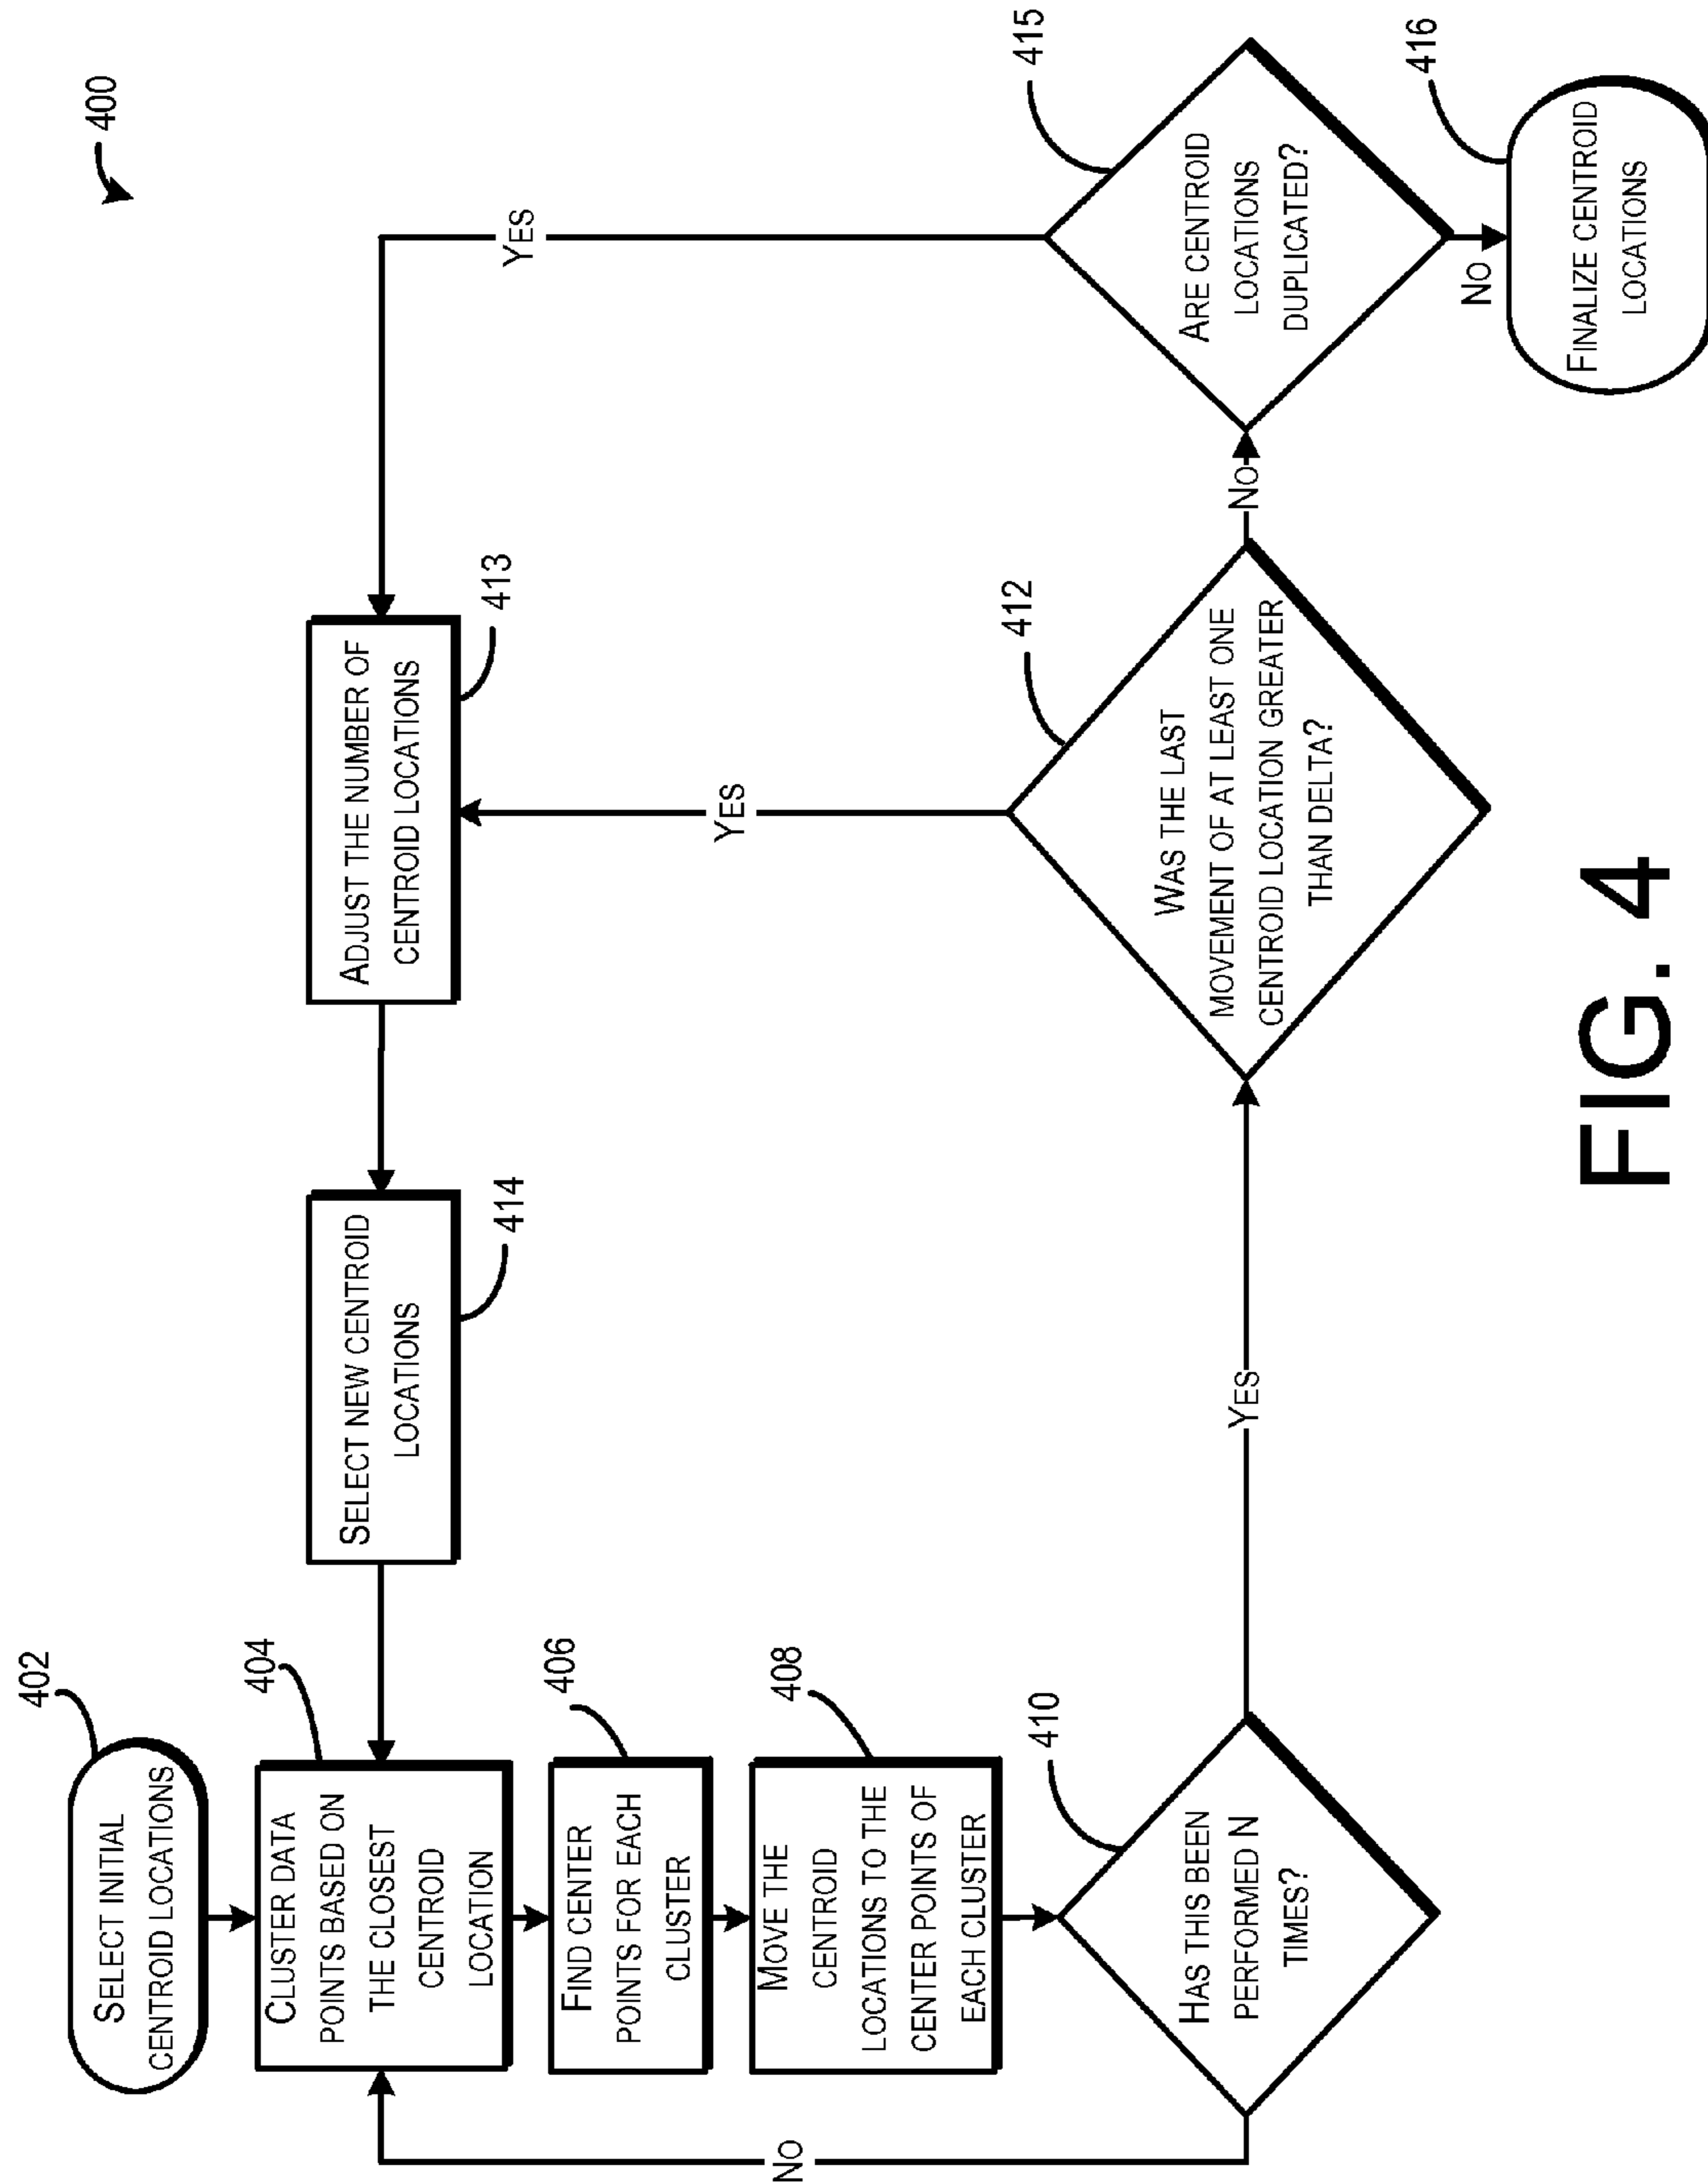 400
402
SELECT INITIAL
CENTROID LOCATIONS
404
CLUSTER DATA
POINTS BASED ON
THE CLOSEST
CENTROID
LOCATION
406
FIND CENTER
POINTS FOR EACH
CLUSTER
408
MOVE THE
CENTROID
LOCATIONS TO THE
CENTER POINTS OF
EACH CLUSTER
410
HAS THIS BEEN
PERFORMED N
TIMES?
NO
YES
412
WAS THE LAST
MOVEMENT OF AT LEAST ONE
CENTROID LOCATION GREATER
THAN DELTA?
YES
NO
413
ADJUST THE NUMBER OF
CENTROID LOCATIONS
414
SELECT NEW CENTROID
LOCATIONS
415
ARE CENTROID
LOCATIONS
DUPLICATED?
YES
NO
416
FINALIZE CENTROID
LOCATIONS
FIG. 4